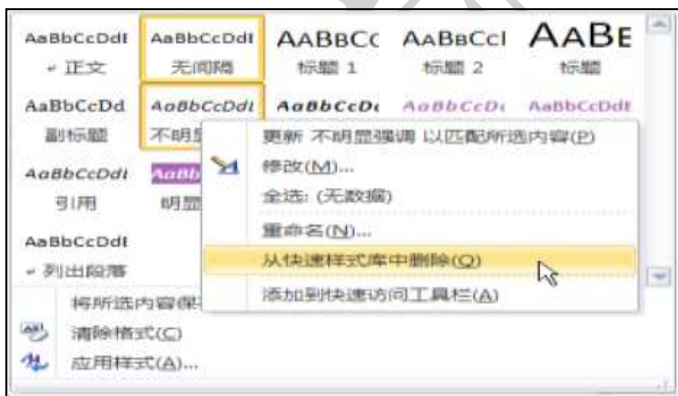 AaBbCcDdI AaBbCcDdI AABBCC AABBCCI AABE
↵ 正文 无间隔 标题 1 标题 2 标题
AaBbCcDd AaBbCcDdI AaBbCcDc AaBbCcDc AaBbCcDdI
副标题 不明显
更新 不明显强调 以匹配所选内容(P)
修改(M)...
AaBbCcDdI AaBb
全选: (无数据)
引用 明显
重命名(N)...
AaBbCcDdI
从快速样式库中删除(Q)
↵ 列出段落
添加到快速访问工具栏(A)
将所选内容保
清除格式(C)
应用样式(A)...